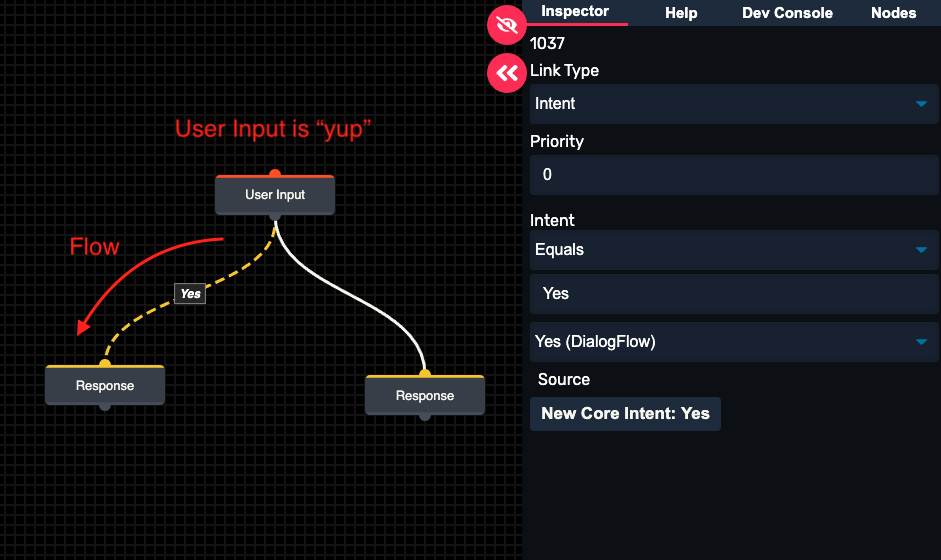 User Input is “yup”
User Input
Flow
Yes
Response
Response
Inspector
Help
Dev Console
Nodes
1037
Link Type
Intent
Priority
0
Intent
Equals
Yes
Yes (DialogFlow)
Source
New Core Intent: Yes